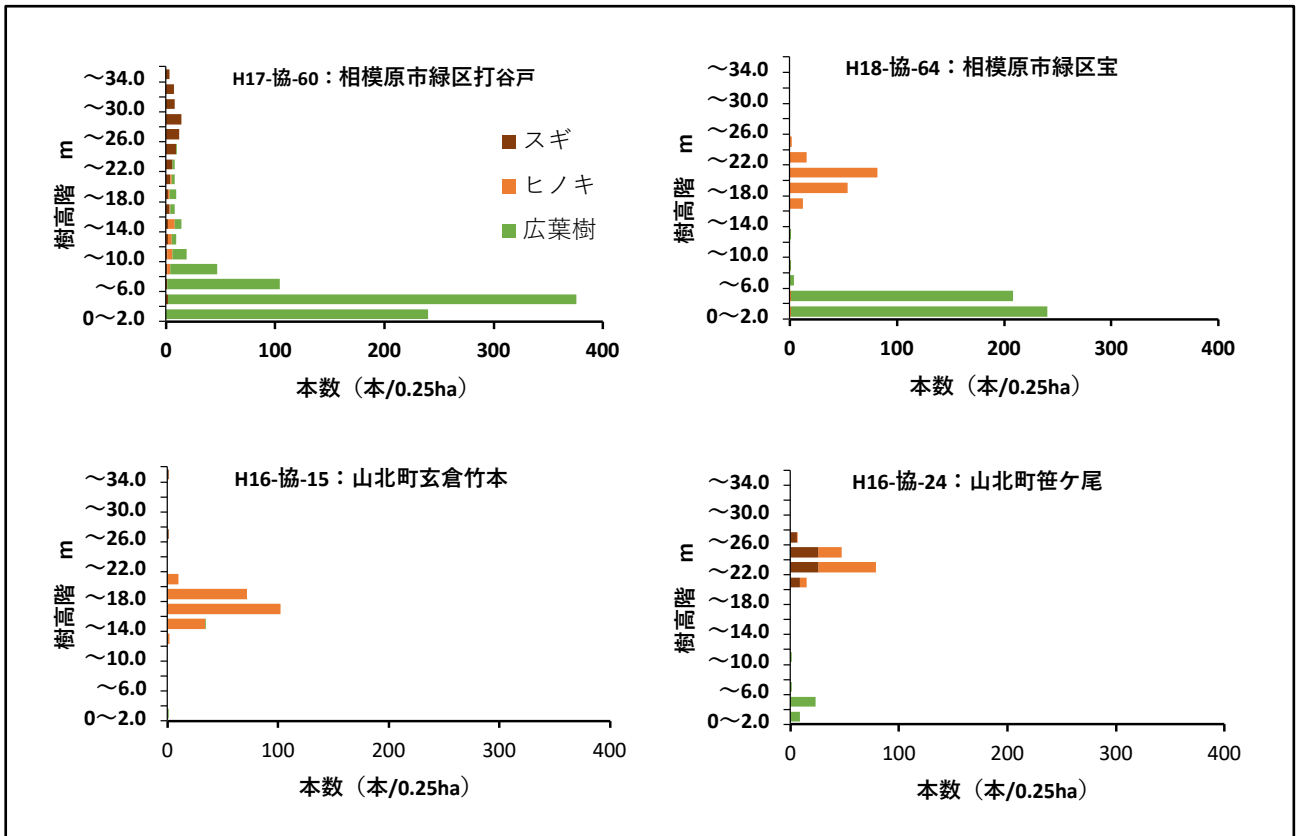 H17-協-60：相模原市緑区打谷戸
樹高階　m
～34.0
～30.0
～26.0
～22.0
～18.0
～14.0
～10.0
～6.0
0～2.0
スギ
ヒノキ
広葉樹
0 100 200 300 400
本数（本/0.25ha）
H18-協-64：相模原市緑区宝
樹高階　m
～34.0
～30.0
～26.0
～22.0
～18.0
～14.0
～10.0
～6.0
0～2.0
0 100 200 300 400
本数（本/0.25ha）
H16-協-15：山北町玄倉竹本
樹高階　m
～34.0
～30.0
～26.0
～22.0
～18.0
～14.0
～10.0
～6.0
0～2.0
0 100 200 300 400
本数（本/0.25ha）
H16-協-24：山北町笹ケ尾
樹高階　m
～34.0
～30.0
～26.0
～22.0
～18.0
～14.0
～10.0
～6.0
0～2.0
0 100 200 300 400
本数（本/0.25ha）